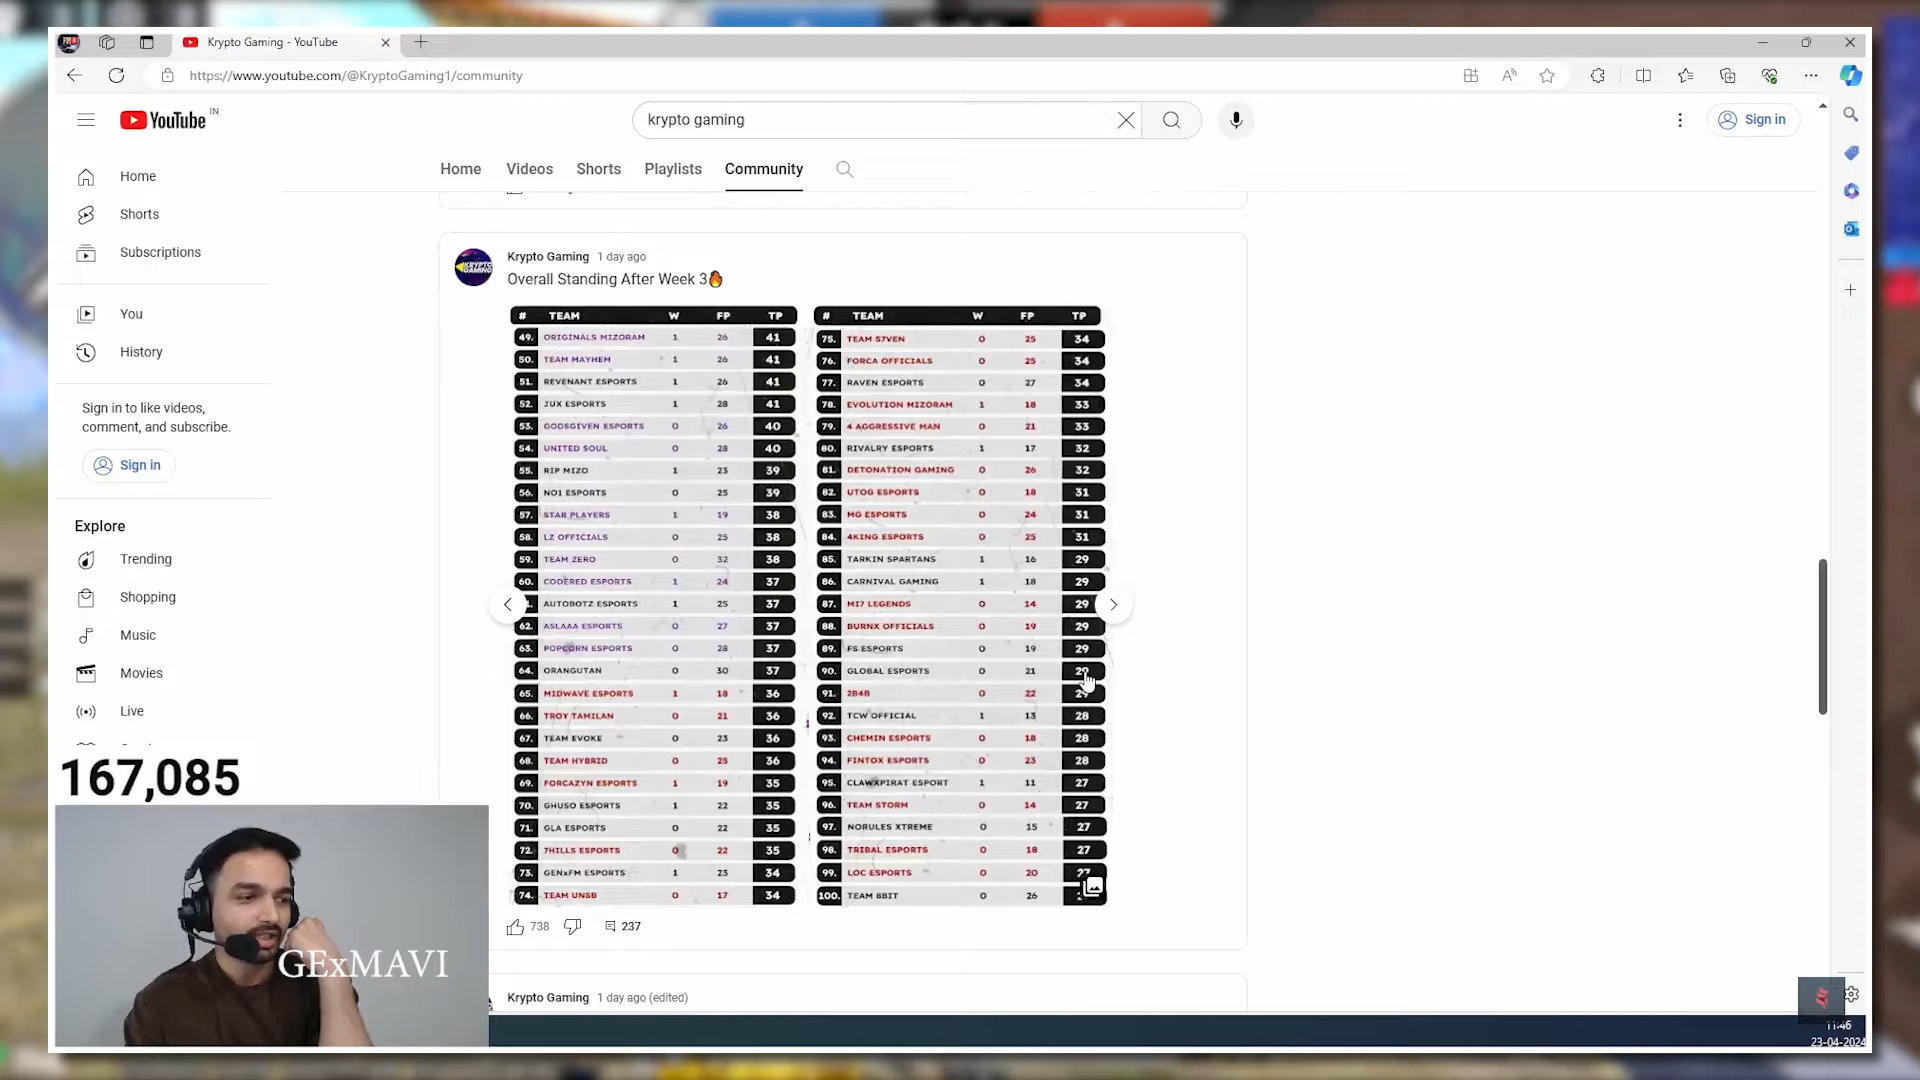 Krypto Gaming - YouTube
https://www.youtube.com/@KryptoGaming1/community
YouTube IN
krypto gaming
Sign in
Home Videos Shorts Playlists Community
Home
Shorts
Subscriptions
You
History
Sign in to like videos,
comment, and subscribe.
Sign in
Explore
Trending
Shopping
Music
Movies
Live
167,085
Krypto Gaming 1 day ago
Overall Standing After Week 3🔥
# TEAM W FP TP
49. ORIGINALS MIZORAM 1 26 41
50. TEAM MAYHEM 1 26 41
51. REVENANT ESPORTS 1 26 41
52. JUX ESPORTS 1 28 41
53. GODSGIVEN ESPORTS 0 26 40
54. UNITED SOUL 0 28 40
55. RIP MIZO 1 23 39
56. NO1 ESPORTS 0 25 39
57. STAR PLAYERS 1 19 38
58. LZ OFFICIALS 0 25 38
59. TEAM ZERO 0 32 38
60. CODERED ESPORTS 1 24 37
AUTOBOTZ ESPORTS 1 25 37
62. ASLAAA ESPORTS 0 27 37
63. POPCORN ESPORTS 0 28 37
64. ORANGUTAN 0 30 37
65. MIDWAVE ESPORTS 1 18 36
66. TROY TAMILAN 0 21 36
67. TEAM EVOKE 0 23 36
68. TEAM HYBRID 0 25 36
69. FORCAZYN ESPORTS 1 19 35
70. GHUSO ESPORTS 1 22 35
71. GLA ESPORTS 0 22 35
72. 7HILLS ESPORTS 0 22 35
73. GENxFM ESPORTS 1 23 34
74. TEAM UNSB 0 17 34
# TEAM W FP TP
75. TEAM S7VEN 0 25 34
76. FORCA OFFICIALS 0 25 34
77. RAVEN ESPORTS 0 27 34
78. EVOLUTION MIZORAM 1 18 33
79. 4 AGGRESSIVE MAN 0 21 33
80. RIVALRY ESPORTS 1 17 32
81. DETONATION GAMING 0 26 32
82. UTOG ESPORTS 0 18 31
83. MG ESPORTS 0 24 31
84. 4KING ESPORTS 0 25 31
85. TARKIN SPARTANS 1 16 29
86. CARNIVAL GAMING 1 18 29
87. MI7 LEGENDS 0 14 29
88. BURNX OFFICIALS 0 19 29
89. FS ESPORTS 0 19 29
90. GLOBAL ESPORTS 0 21 29
91. 2B4B 0 22 29
92. TCW OFFICIAL 1 13 28
93. CHEMIN ESPORTS 0 18 28
94. FINTOX ESPORTS 0 23 28
95. CLAWXPIRAT ESPORT 1 11 27
96. TEAM STORM 0 14 27
97. NORULES XTREME 0 15 27
98. TRIBAL ESPORTS 0 18 27
99. LOC ESPORTS 0 20 27
100. TEAM 8BIT 0 26
738 237
Krypto Gaming 1 day ago (edited)
GExMAVI
11:46
23-04-2024